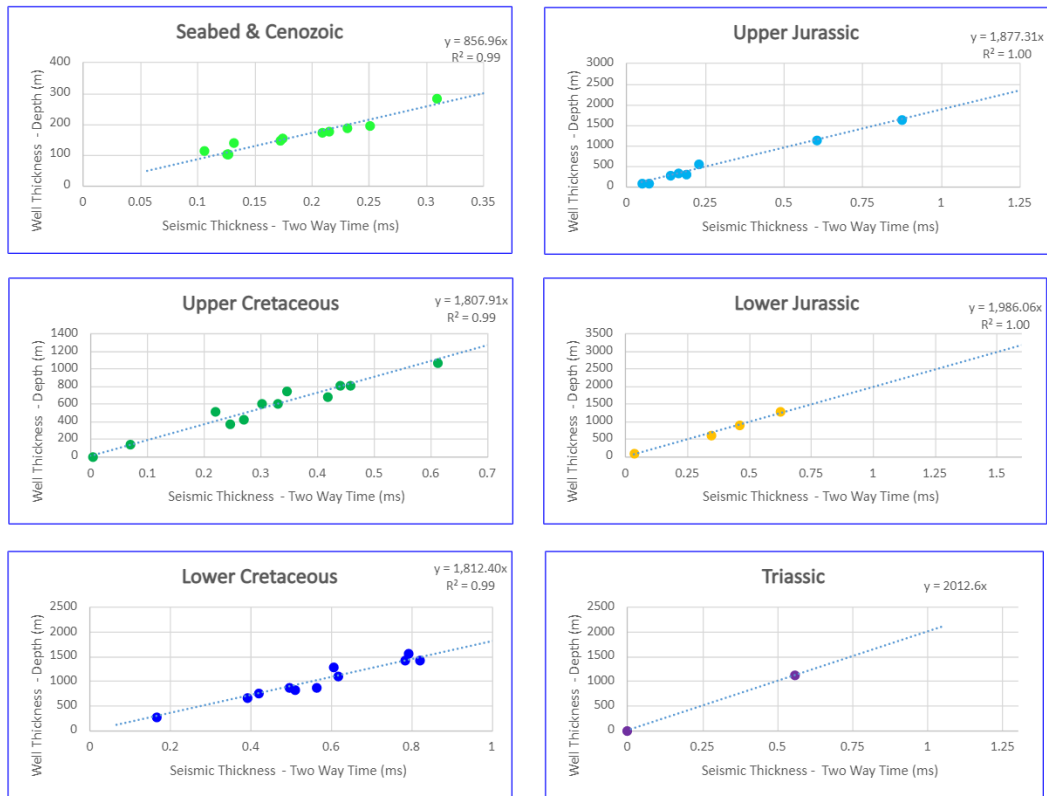 Seabed & Cenozoic
y = 856.96x
R² = 0.99
Well Thickness - Depth (m)
400
300
200
100
0
0 0.05 0.1 0.15 0.2 0.25 0.3 0.35
Seismic Thickness - Two Way Time (ms)
Upper Jurassic
y = 1,877.31x
R² = 1.00
Well Thickness - Depth (m)
3000
2500
2000
1500
1000
500
0
0 0.25 0.5 0.75 1 1.25
Seismic Thickness - Two Way Time (ms)
Upper Cretaceous
y = 1,807.91x
R² = 0.99
Well Thickness - Depth (m)
1400
1200
1000
800
600
400
200
0
0 0.1 0.2 0.3 0.4 0.5 0.6 0.7
Seismic Thickness - Two Way Time (ms)
Lower Jurassic
y = 1,986.06x
R² = 1.00
Well Thickness - Depth (m)
3500
3000
2500
2000
1500
1000
500
0
0 0.25 0.5 0.75 1 1.25 1.5
Seismic Thickness - Two Way Time (ms)
Lower Cretaceous
y = 1,812.40x
R² = 0.99
Well Thickness - Depth (m)
2500
2000
1500
1000
500
0
0 0.2 0.4 0.6 0.8 1
Seismic Thickness - Two Way Time (ms)
Triassic
y = 2012.6x
Well Thickness - Depth (m)
2500
2000
1500
1000
500
0
0 0.25 0.5 0.75 1 1.25
Seismic Thickness - Two Way Time (ms)